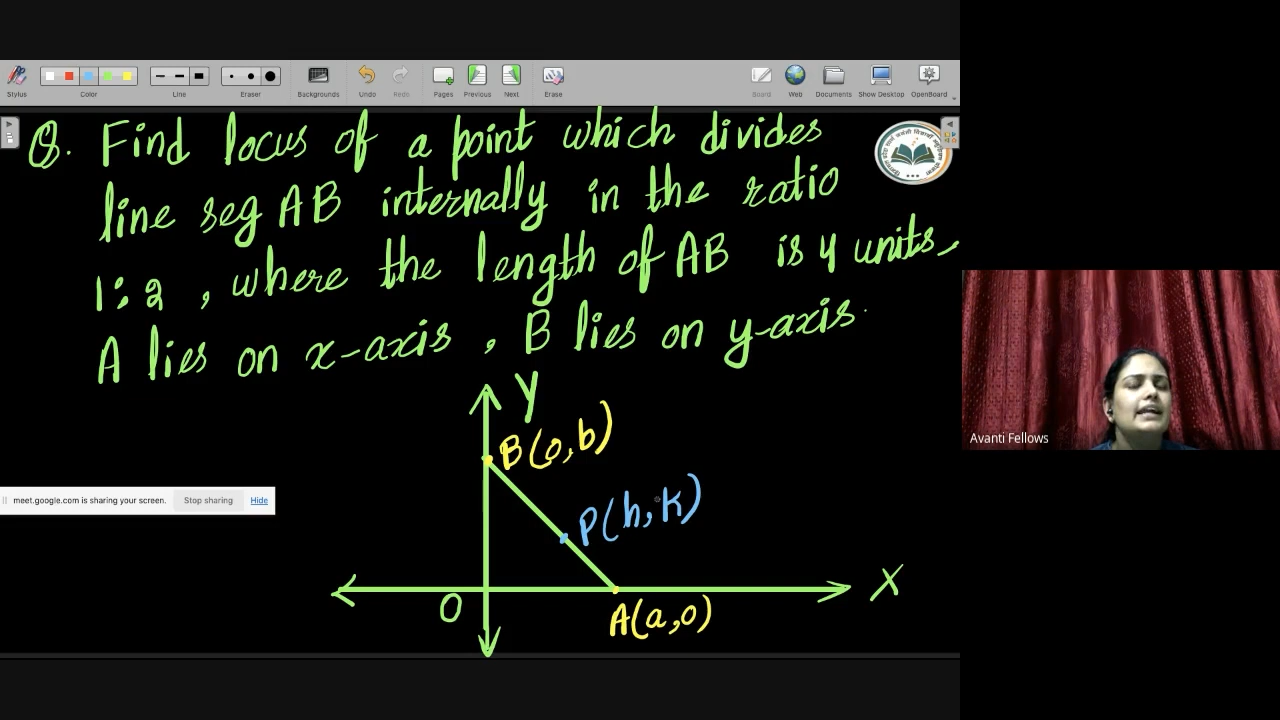 Stylus Color Line Eraser Backgrounds Undo Redo Pages Previous Next Erase Board Web Documents Show Desktop OpenBoard
Q. Find locus of a point which divides
line seg AB internally in the ratio
1:2, where the length of AB is 4 units,
A lies on x-axis, B lies on y-axis.
Y
B(0,b)
P(h,k)
meet.google.com is sharing your screen. Stop sharing Hide
X
O
A(a,0)
Avanti Fellows